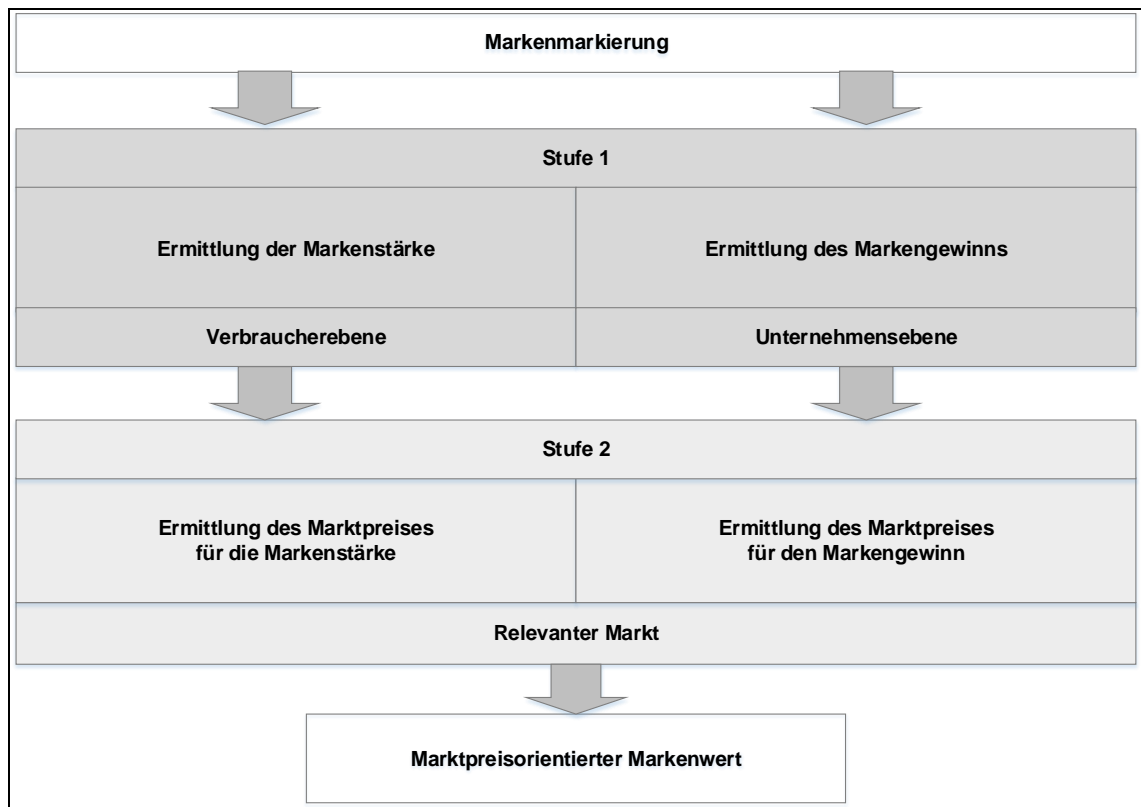 Markenmarkierung
Stufe 1
Ermittlung der Markenstärke
Ermittlung des Markengewinns
Verbraucherebene
Unternehmensebene
Stufe 2
Ermittlung des Marktpreises
für die Markenstärke
Ermittlung des Marktpreises
für den Markengewinn
Relevanter Markt
Marktpreisorientierter Markenwert